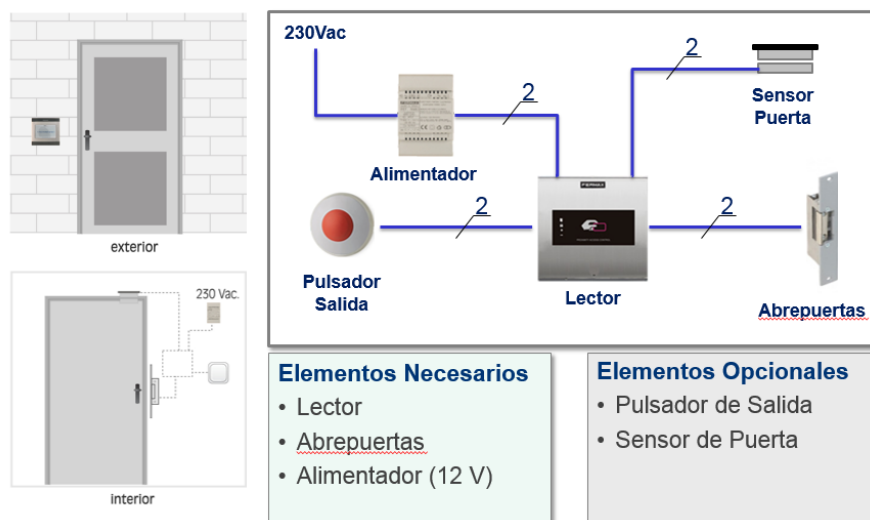 exterior
230 Vac.
interior
230Vac
2
Alimentador
2
Sensor
Puerta
Pulsador
Salida
2
FERMAX
Lector
2
Abrepuertas
Elementos Necesarios
• Lector
• Abrepuertas
• Alimentador (12 V)
Elementos Opcionales
• Pulsador de Salida
• Sensor de Puerta